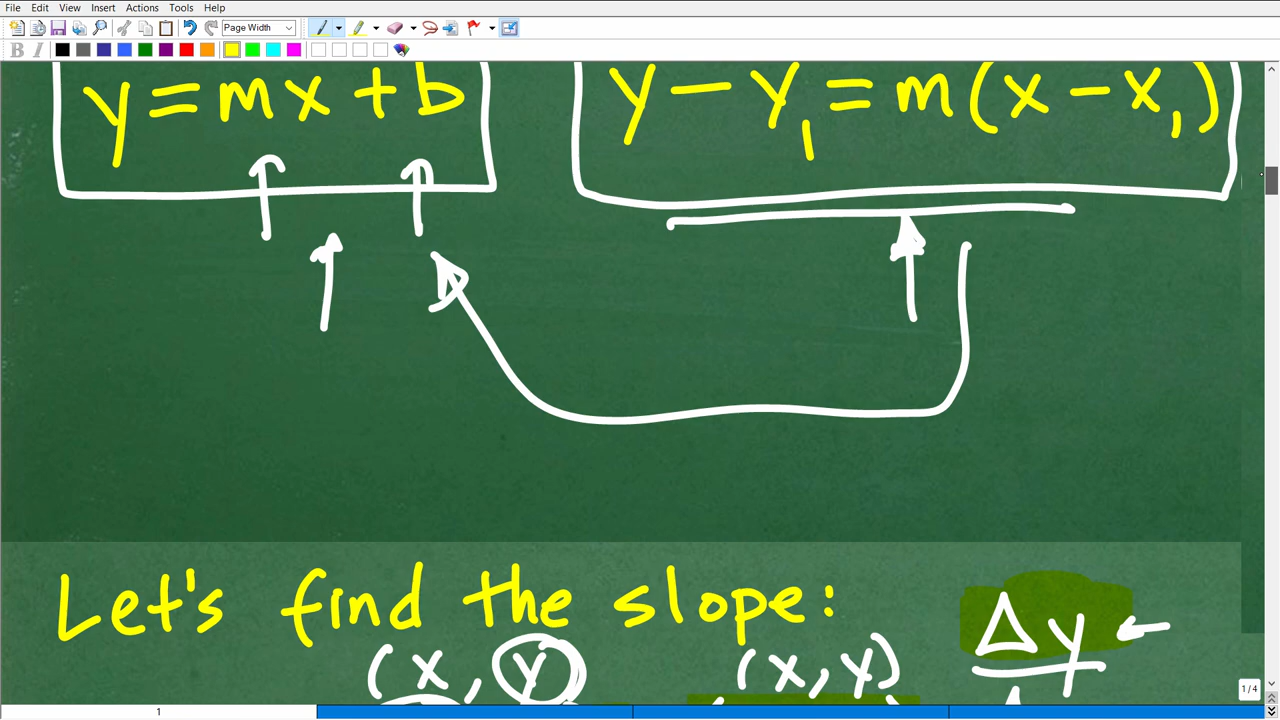 File Edit View Insert Actions Tools Help
Page Width
B I
y = mx + b
y - y₁ = m(x - x₁)
Let's find the slope:
Δy
(x, y) (x, y)
1/4
1